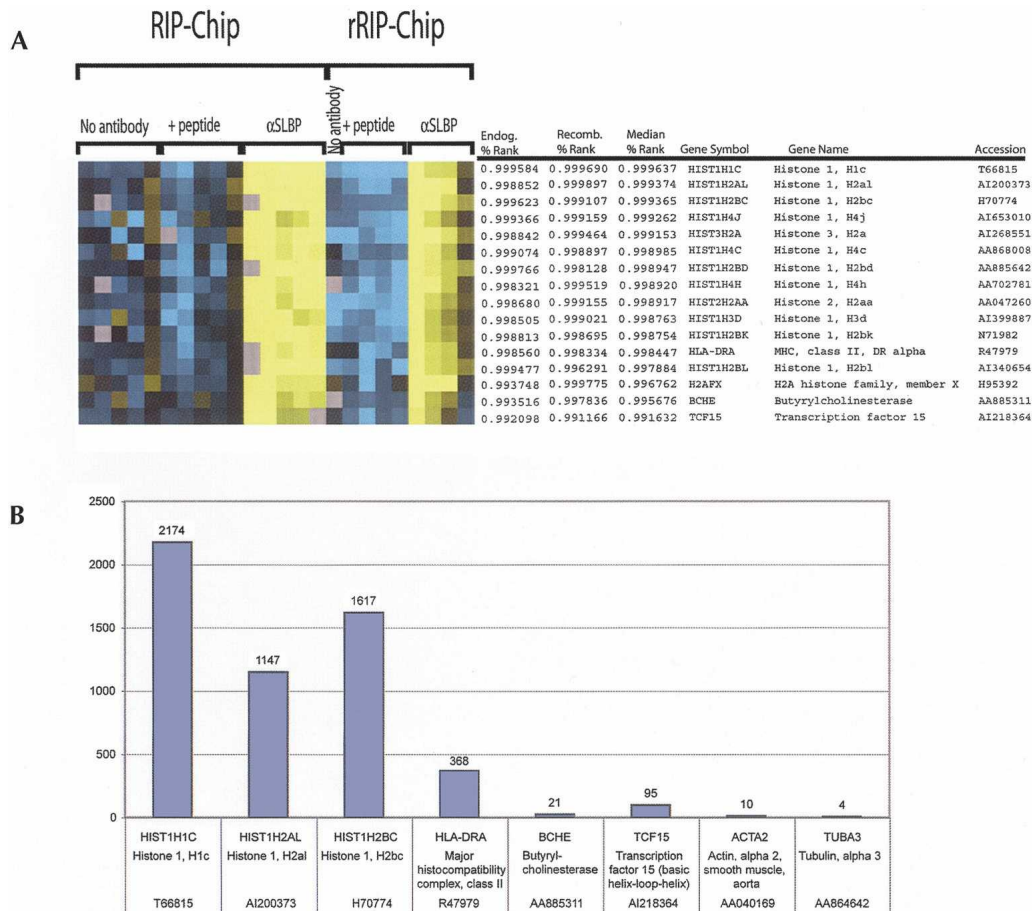 A
RIP-Chip rRIP-Chip
No antibody + peptide αSLBP No antibody + peptide αSLBP
Endog. % Rank Recomb. % Rank Median % Rank Gene Symbol Gene Name Accession
0.999584 0.999690 0.999637 HIST1H1C Histone 1, H1c T66815
0.998852 0.999897 0.999374 HIST1H2AL Histone 1, H2al AI200373
0.999623 0.999107 0.999365 HIST1H2BC Histone 1, H2bc H70774
0.999366 0.999159 0.999262 HIST1H4J Histone 1, H4j AI653010
0.998842 0.999464 0.999153 HIST3H2A Histone 3, H2a AI268551
0.999074 0.998897 0.998985 HIST1H4C Histone 1, H4c AA868008
0.999766 0.998128 0.998947 HIST1H2BD Histone 1, H2bd AA885642
0.998321 0.999519 0.998920 HIST1H4H Histone 1, H4h AA702781
0.998680 0.999155 0.998917 HIST2H2AA Histone 2, H2aa AA047260
0.998505 0.999021 0.998763 HIST1H3D Histone 1, H3d AI399887
0.998813 0.998695 0.998754 HIST1H2BK Histone 1, H2bk N71982
0.998560 0.998334 0.998447 HLA-DRA MHC, class II, DR alpha R47979
0.999477 0.996291 0.997884 HIST1H2BL Histone 1, H2bl AI340654
0.993748 0.999775 0.996762 H2AFX H2A histone family, member X H95392
0.993516 0.997836 0.995676 BCHE Butyrylcholinesterase AA885311
0.992098 0.991166 0.991632 TCF15 Transcription factor 15 AI218364
B
2500
2000
1500
1000
500
0
2174
1147
1617
368
21
95
10
4
HIST1H1C HIST1H2AL HIST1H2BC HLA-DRA BCHE TCF15 ACTA2 TUBA3
Histone 1, H1c Histone 1, H2al Histone 1, H2bc Major Butyryl- Transcription Actin, alpha 2, Tubulin, alpha 3
histocompatibility cholinesterase factor 15 (basic smooth muscle,
complex, class II helix-loop-helix) aorta
T66815 AI200373 H70774 R47979 AA885311 AI218364 AA040169 AA864642